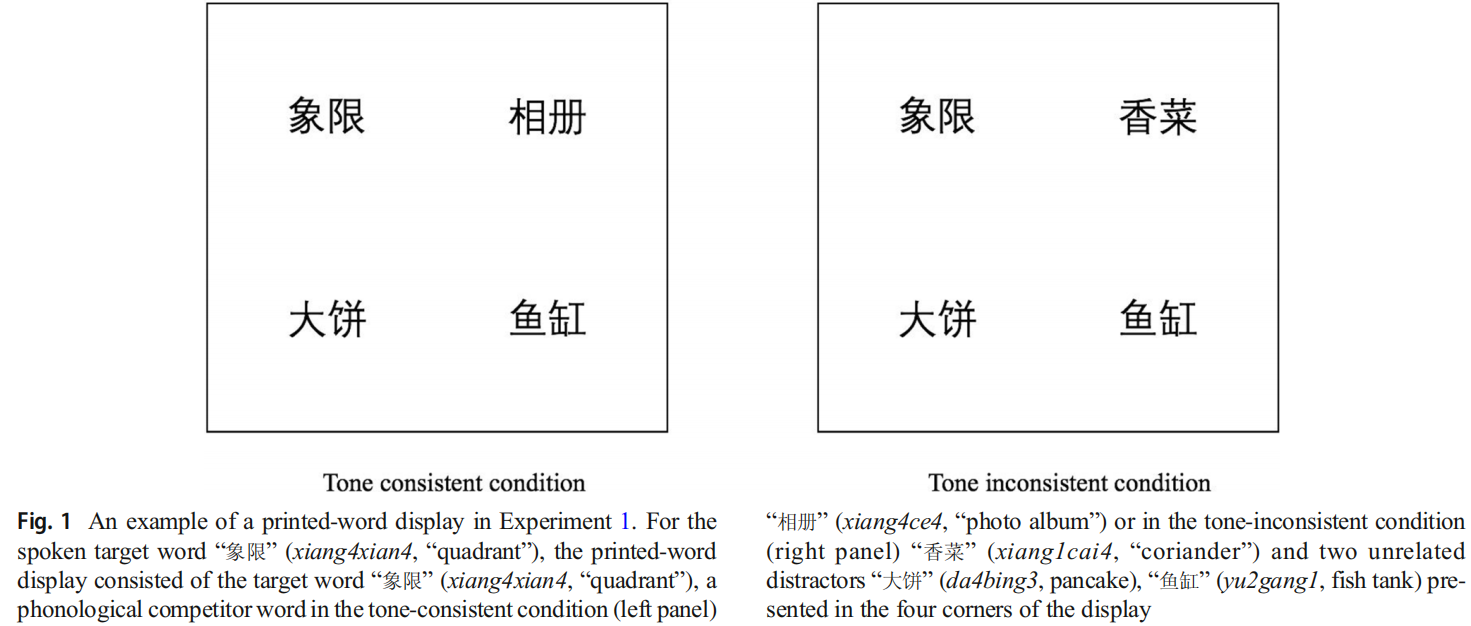 象限 相册
大饼 鱼缸
Tone consistent condition
象限 香菜
大饼 鱼缸
Tone inconsistent condition
Fig. 1 An example of a printed-word display in Experiment 1. For the
spoken target word “象限” (xiang4xian4, “quadrant”), the printed-word
display consisted of the target word “象限” (xiang4xian4, “quadrant”), a
phonological competitor word in the tone-consistent condition (left panel)
“相册” (xiang4ce4, “photo album”) or in the tone-inconsistent condition
(right panel) “香菜” (xiang1cai4, “coriander”) and two unrelated
distractors “大饼” (da4bing3, pancake), “鱼缸” (yu2gang1, fish tank) pre-
sented in the four corners of the display